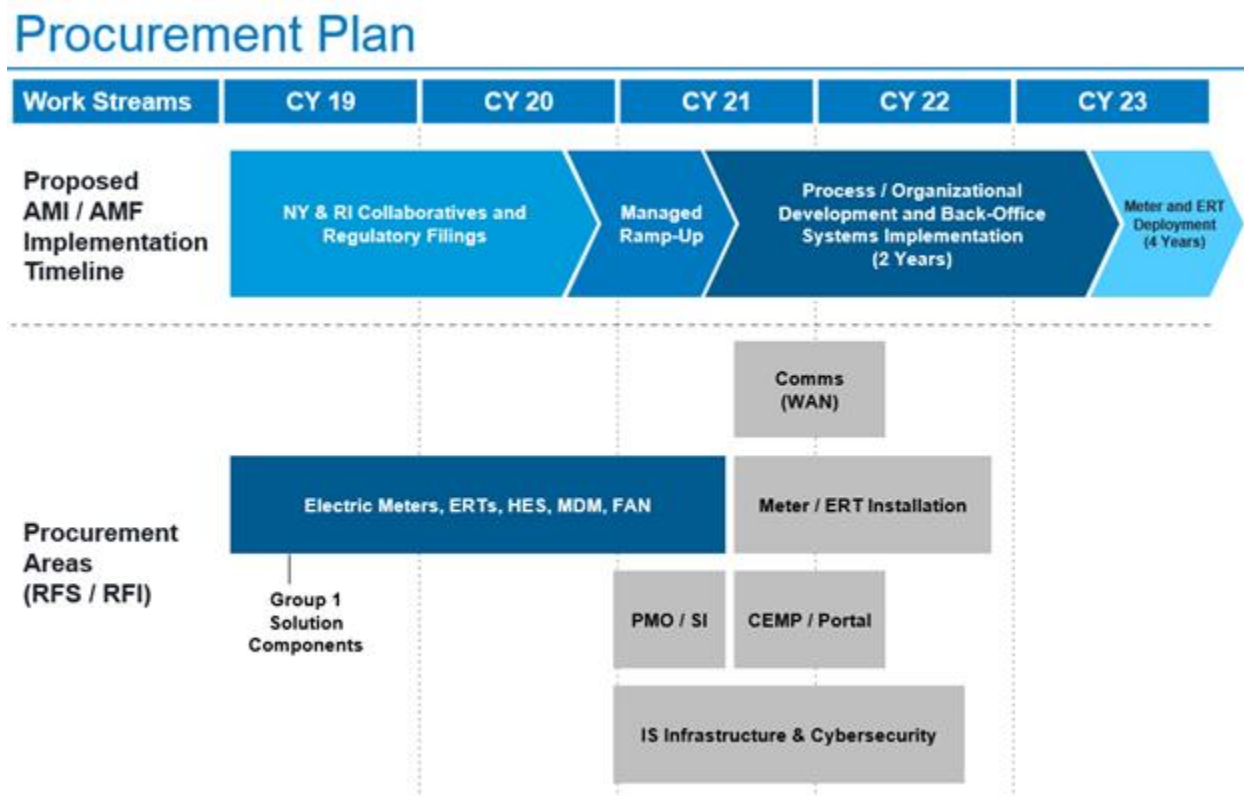 Procurement Plan
Work Streams
CY 19
CY 20
CY 21
CY 22
CY 23
Proposed
AMI / AMF
Implementation
Timeline
NY & RI Collaboratives and
Regulatory Filings
Managed
Ramp-Up
Process / Organizational
Development and Back-Office
Systems Implementation
(2 Years)
Meter and ERT
Deployment
(4 Years)
Procurement
Areas
(RFS / RFI)
Comms
(WAN)
Electric Meters, ERTs, HES, MDM, FAN
Meter / ERT Installation
Group 1
Solution
Components
PMO / SI
CEMP / Portal
IS Infrastructure & Cybersecurity